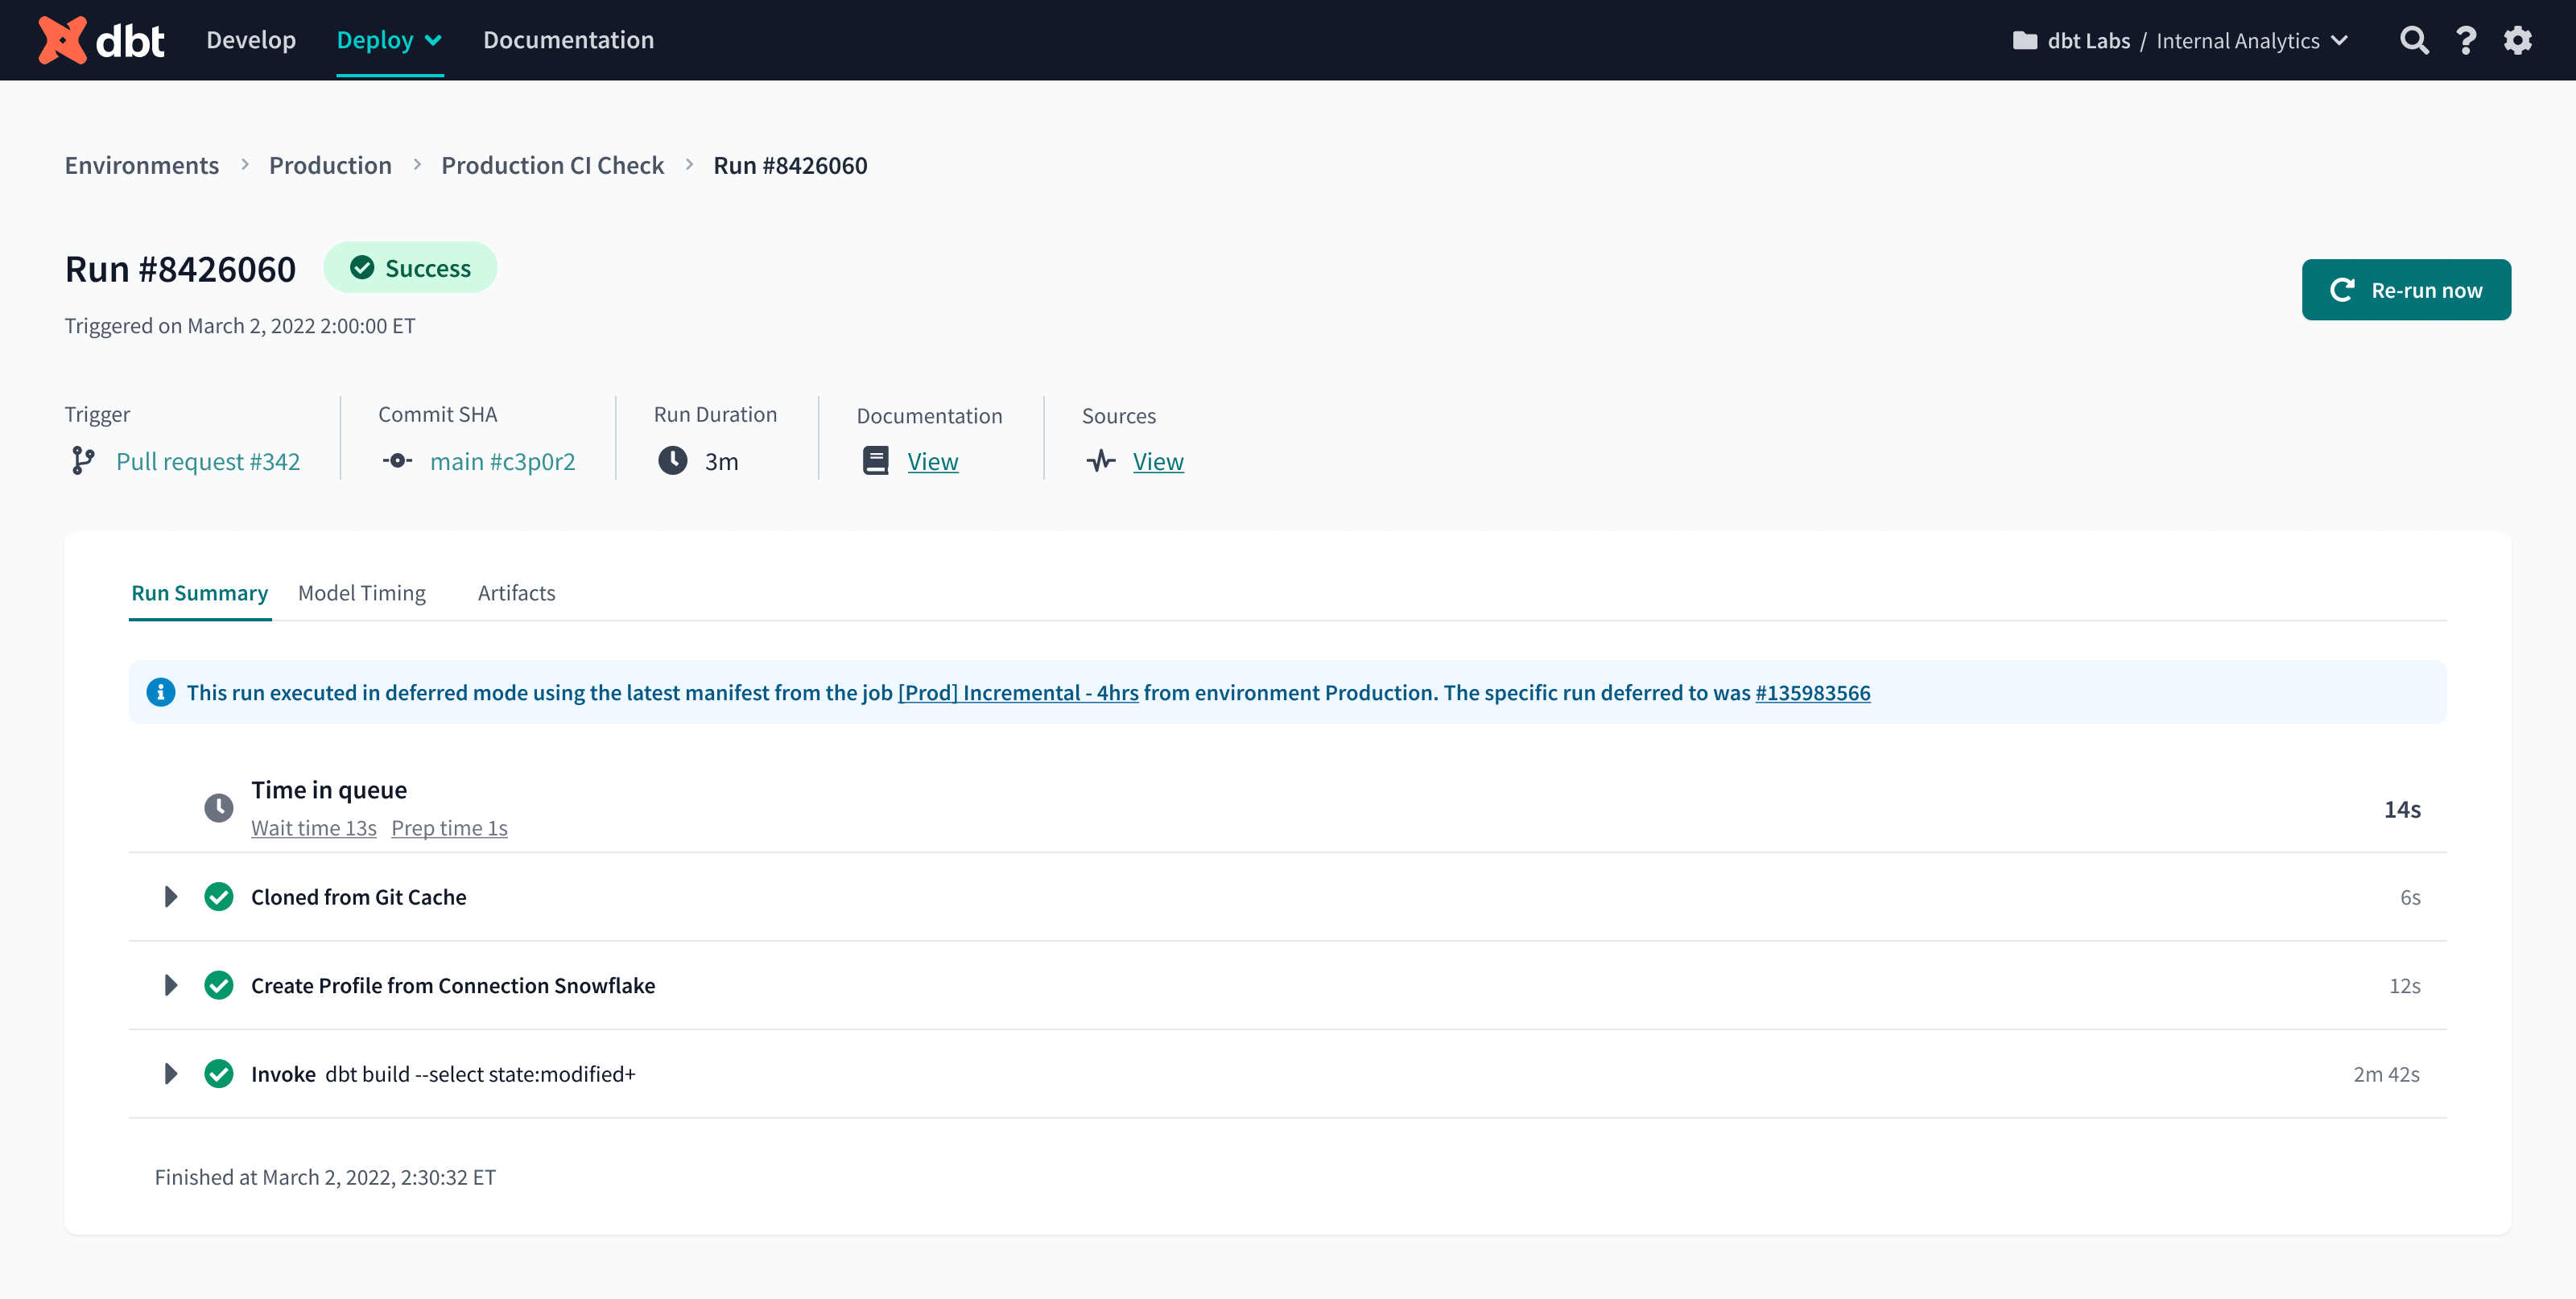 dbt Develop Deploy Documentation dbt Labs / Internal Analytics
Environments > Production > Production CI Check > Run #8426060
Run #8426060 Success
Re-run now
Triggered on March 2, 2022 2:00:00 ET
Trigger Commit SHA Run Duration Documentation Sources
Pull request #342 main #c3p0r2 3m View View
Run Summary Model Timing Artifacts
This run executed in deferred mode using the latest manifest from the job [Prod] Incremental - 4hrs from environment Production. The specific run deferred to was #135983566
Time in queue
14s
Wait time 13s Prep time 1s
Cloned from Git Cache 6s
Create Profile from Connection Snowflake 12s
Invoke dbt build --select state:modified+ 2m 42s
Finished at March 2, 2022, 2:30:32 ET